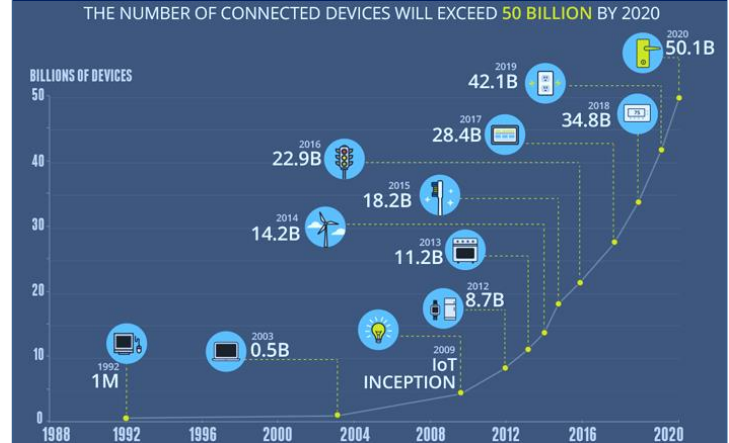 THE NUMBER OF CONNECTED DEVICES WILL EXCEED 50 BILLION BY 2020
BILLIONS OF DEVICES
50
40
30
20
10
0
1992
1M
2003
0.5B
2009
IoT
INCEPTION
2012
8.7B
2013
11.2B
2014
14.2B
2015
18.2B
2016
22.9B
2017
28.4B
2018
34.8B
75
2019
42.1B
2020
50.1B
1988 1992 1996 2000 2004 2008 2012 2016 2020